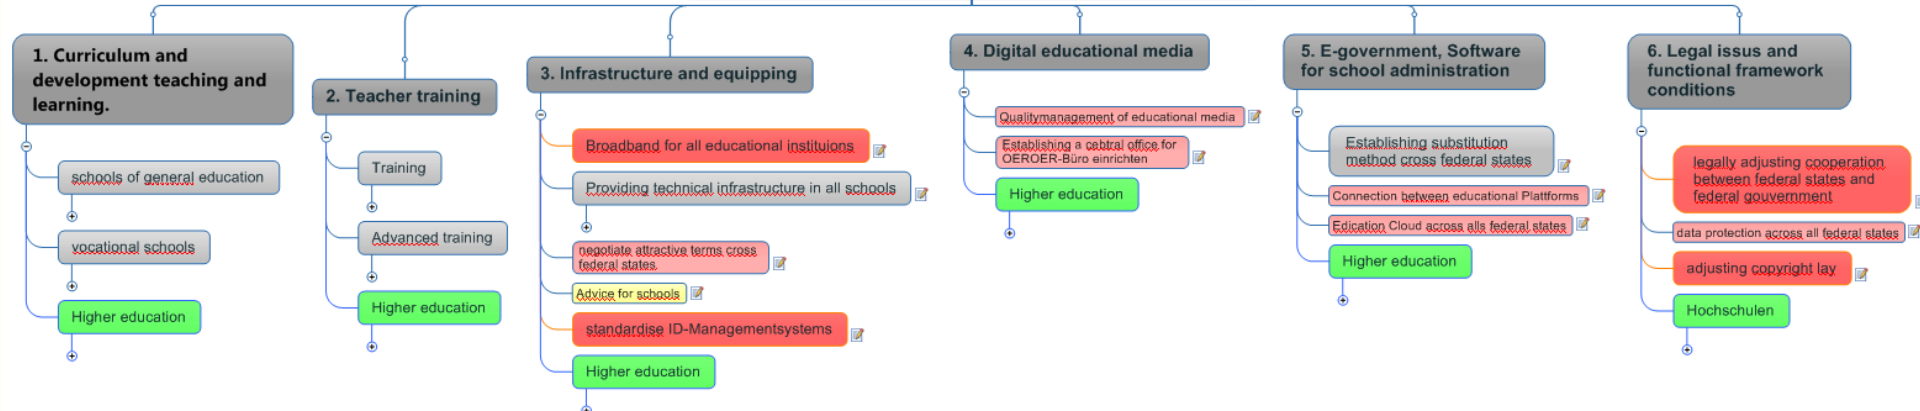 1. Curriculum and
development teaching and
learning.
schools of general education
vocational schools
Higher education
2. Teacher training
Training
Advanced training
Higher education
3. Infrastructure and equipping
Broadband for all educational instituions
Providing technical infrastructure in all schools
negotiate attractive terms cross
federal states.
Advice for schools
standardise ID-Managementsystems
Higher education
4. Digital educational media
Qualitymanagement of educational media
Establishing a cebtral office for
OEROER-Büro einrichten
Higher education
5. E-government, Software
for school administration
Establishing substitution
method cross federal states
Connection between educational Plattforms
Edication Cloud across alls federal states
Higher education
6. Legal issus and
functional framework
conditions
legally adjusting cooperation
between federal states and
federal gouvernment
data protection across all federal states
adjusting copyright lay
Hochschulen